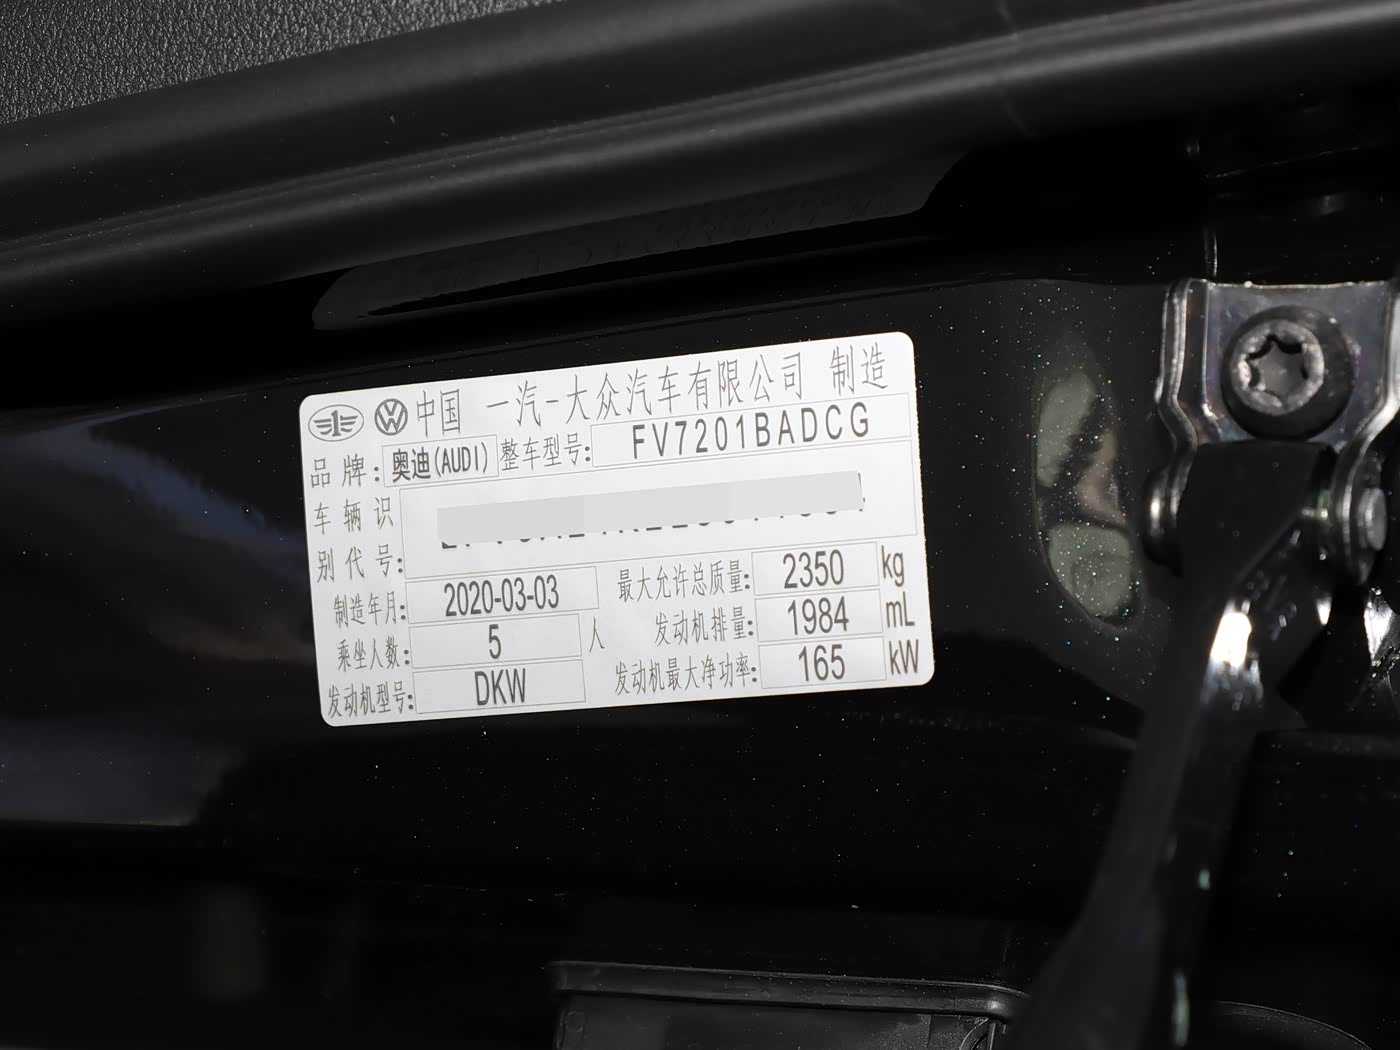 中国 一汽-大众汽车有限公司 制造
品牌: 奥迪(AUDI) 整车型号: FV7201BADCG
车辆识
别代号:
制造年月: 2020-03-03 最大允许总质量: 2350 kg
乘坐人数: 5 人 发动机排量: 1984 mL
发动机型号: DKW 发动机最大净功率: 165 kW